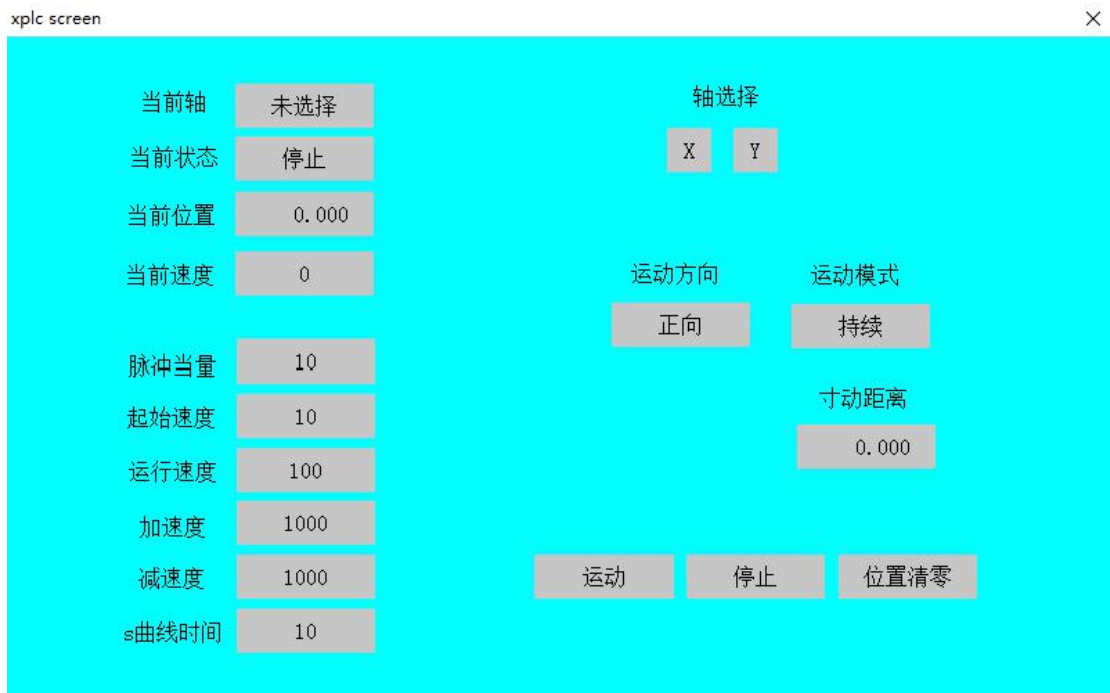 xplc screen
当前轴 未选择
当前状态 停止
当前位置 0.000
当前速度 0
脉冲当量 10
起始速度 10
运行速度 100
加速度 1000
减速度 1000
s曲线时间 10
轴选择
X Y
运动方向 运动模式
正向 持续
寸动距离
0.000
运动 停止 位置清零